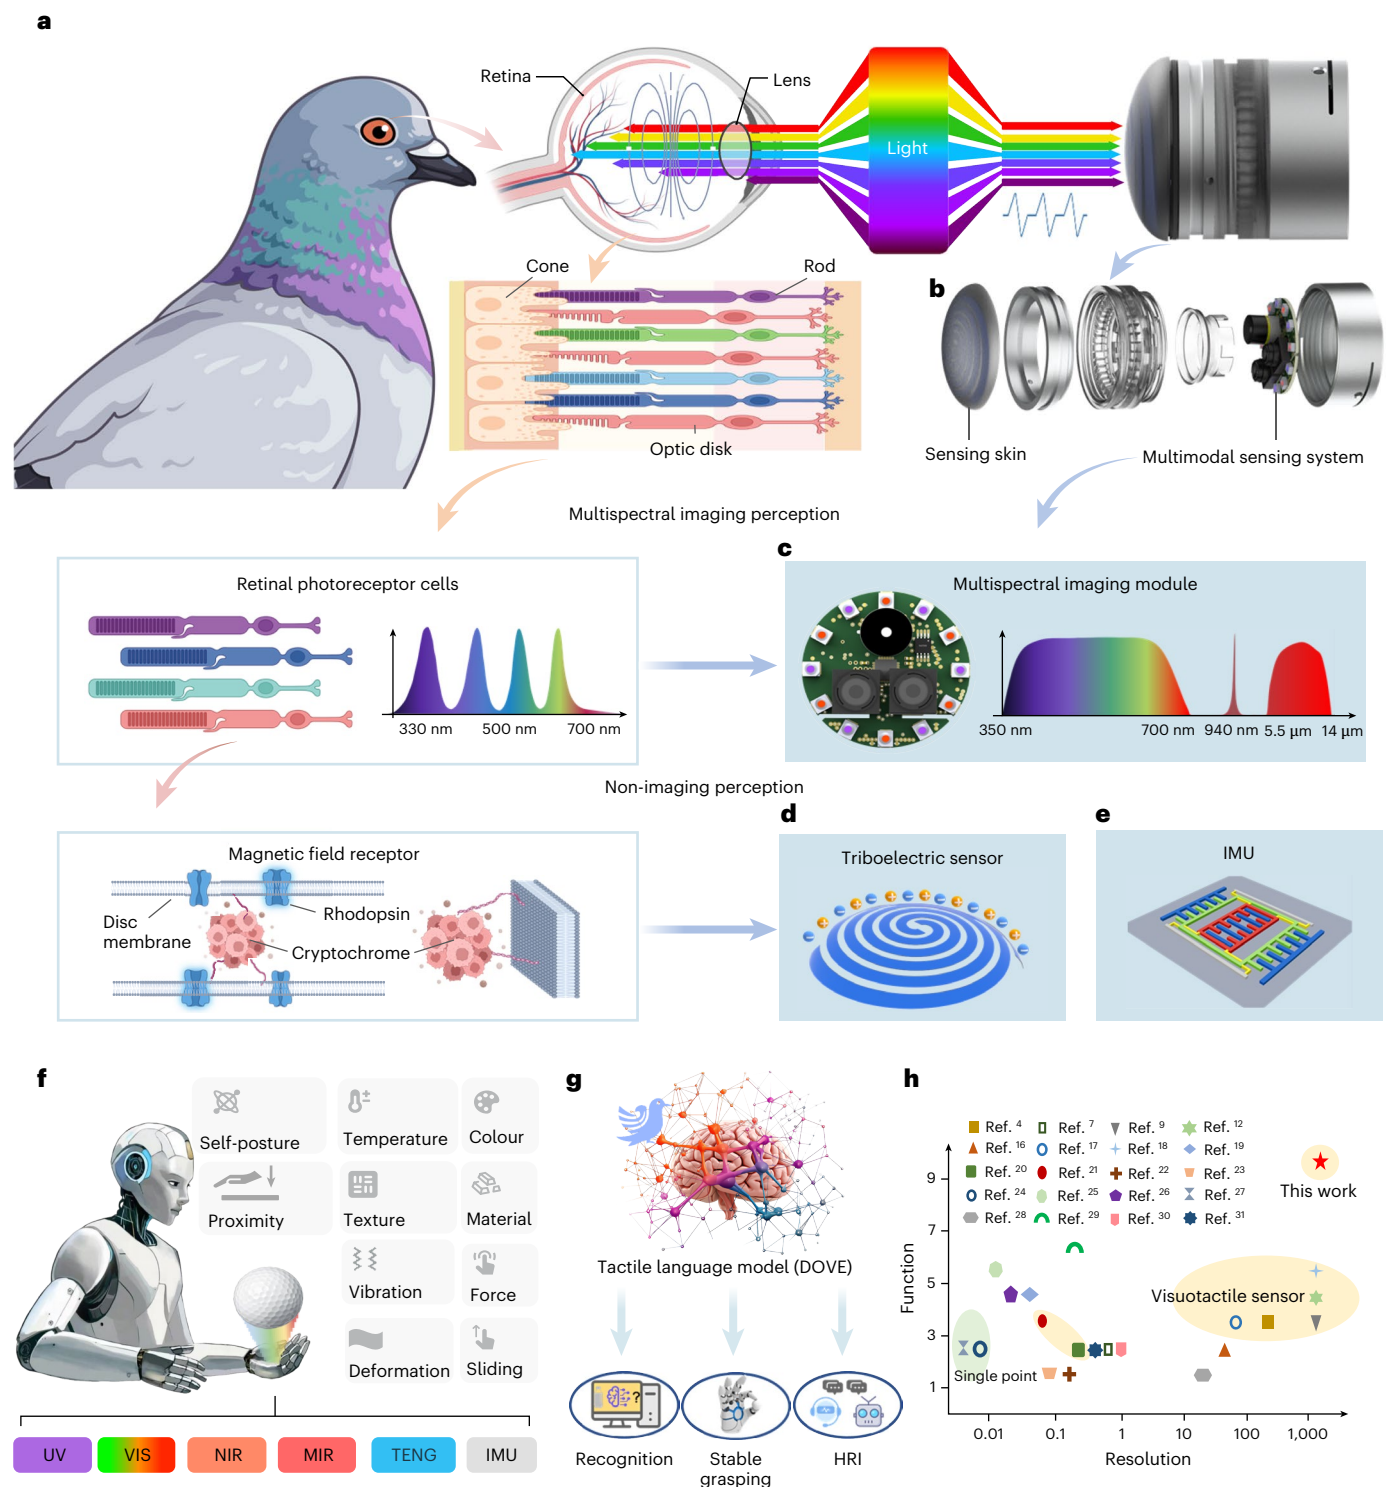 a
Retina
Lens
Light
Cone
Rod
Optic disk
b
Sensing skin
Multimodal sensing system
Multispectral imaging perception
Retinal photoreceptor cells
330 nm
500 nm
700 nm
c
Multispectral imaging module
350 nm
700 nm
940 nm
5.5 µm
14 µm
Non-imaging perception
Magnetic field receptor
Disc
membrane
Rhodopsin
Cryptochrome
d
Triboelectric sensor
e
IMU
f
Self-posture
Temperature
Colour
Proximity
Texture
Material
Vibration
Force
Deformation
Sliding
UV
VIS
NIR
MIR
TENG
IMU
g
Tactile language model (DOVE)
?
Recognition
Stable
grasping
HRI
h
Ref. 4
Ref. 7
Ref. 9
Ref. 12
Ref. 16
Ref. 17
Ref. 18
Ref. 19
Ref. 20
Ref. 21
Ref. 22
Ref. 23
Ref. 24
Ref. 25
Ref. 26
Ref. 27
Ref. 28
Ref. 29
Ref. 30
Ref. 31
This work
Visuotactile sensor
Single point
Function
9
7
5
3
1
0.01
0.1
1
10
100
1,000
Resolution